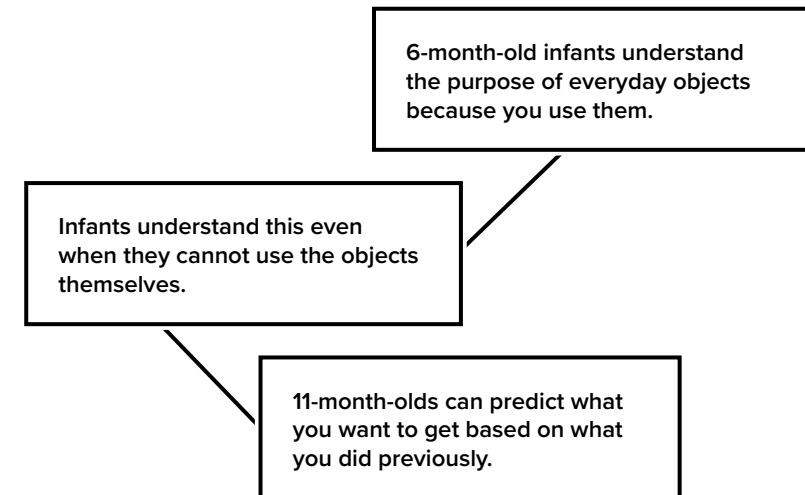 6-month-old infants understand
the purpose of everyday objects
because you use them.
Infants understand this even
when they cannot use the objects
themselves.
11-month-olds can predict what
you want to get based on what
you did previously.